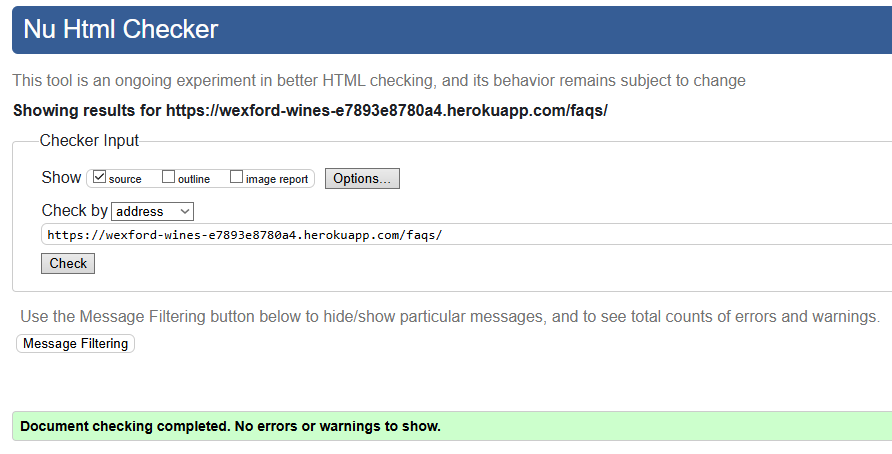 Nu Html Checker
This tool is an ongoing experiment in better HTML checking, and its behavior remains subject to change
Showing results for https://wexford-wines-e7893e8780a4.herokuapp.com/faqs/
Checker Input
Show source outline image report Options...
Check by address
https://wexford-wines-e7893e8780a4.herokuapp.com/faqs/
Check
Use the Message Filtering button below to hide/show particular messages, and to see total counts of errors and warnings.
Message Filtering
Document checking completed. No errors or warnings to show.